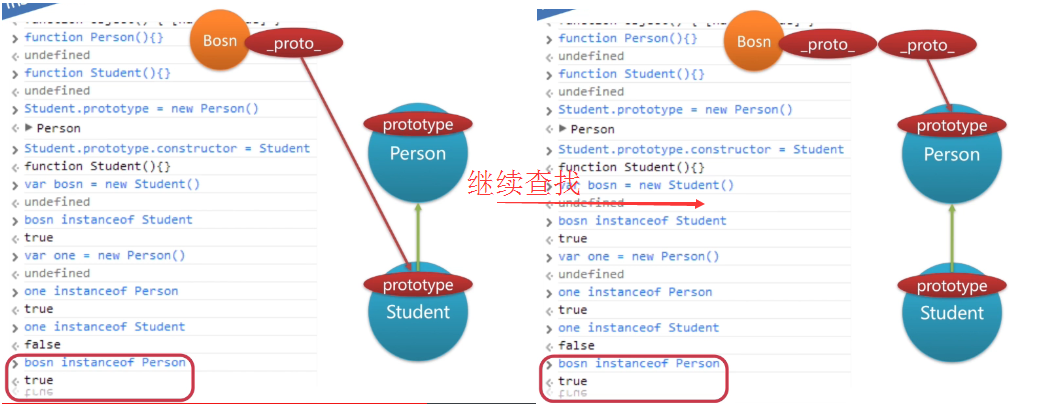 function Person(){}
undefined
function Student(){}
undefined
Student.prototype = new Person()
Person
Student.prototype.constructor = Student
function Student(){}
var bosn = new Student()
undefined
bosn instanceof Student
true
var one = new Person()
undefined
one instanceof Person
true
one instanceof Student
false
bosn instanceof Person
true
Bosn
_proto_
prototype
Person
prototype
Student
继续查找
function Person(){}
undefined
function Student(){}
undefined
Student.prototype = new Person()
Person
Student.prototype.constructor = Student
function Student(){}
var bosn = new Student()
undefined
bosn instanceof Student
true
var one = new Person()
undefined
one instanceof Person
true
one instanceof Student
false
bosn instanceof Person
true
Bosn
_proto_
_proto_
prototype
Person
prototype
Student